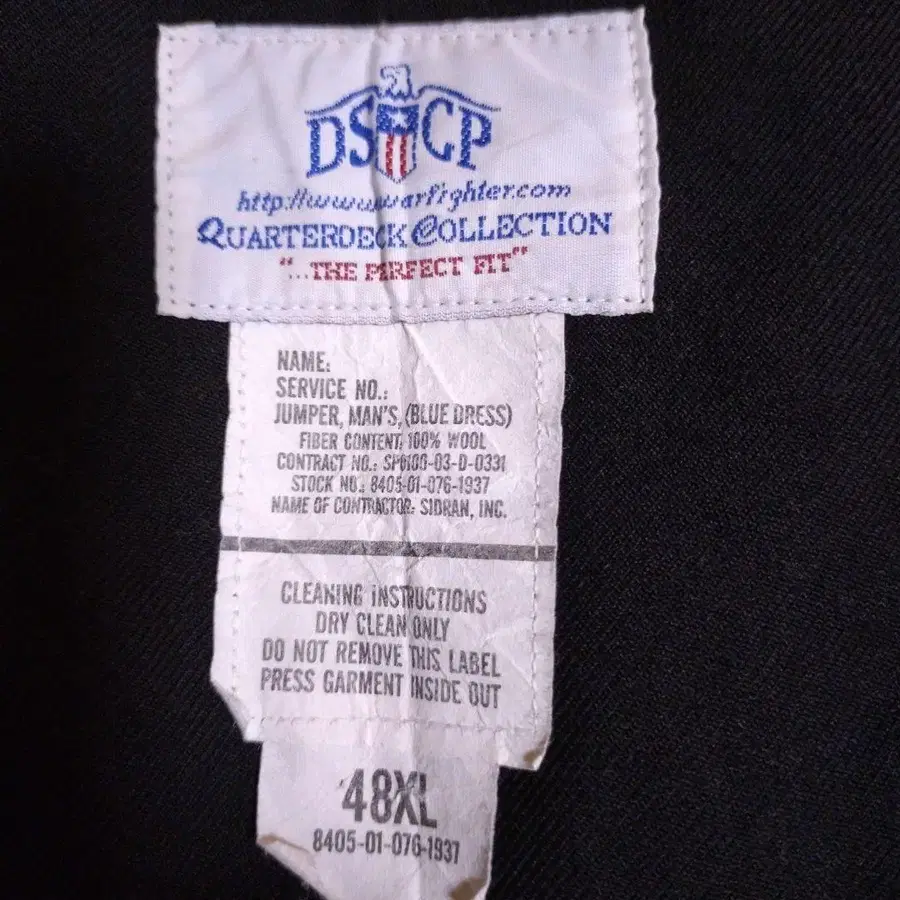 DSCP
http://www.warfighter.com
QUARTERDECK COLLECTION
"...THE PERFECT FIT"
NAME:
SERVICE NO.:
JUMPER, MAN'S, (BLUE DRESS)
FIBER CONTENT: 100% WOOL
CONTRACT NO.: SP0100-03-D-0331
STOCK NO.: 8405-01-076-1937
NAME OF CONTRACTOR: SIDRAN, INC.
CLEANING INSTRUCTIONS
DRY CLEAN ONLY
DO NOT REMOVE THIS LABEL
PRESS GARMENT INSIDE OUT
48XL
8405-01-076-1937